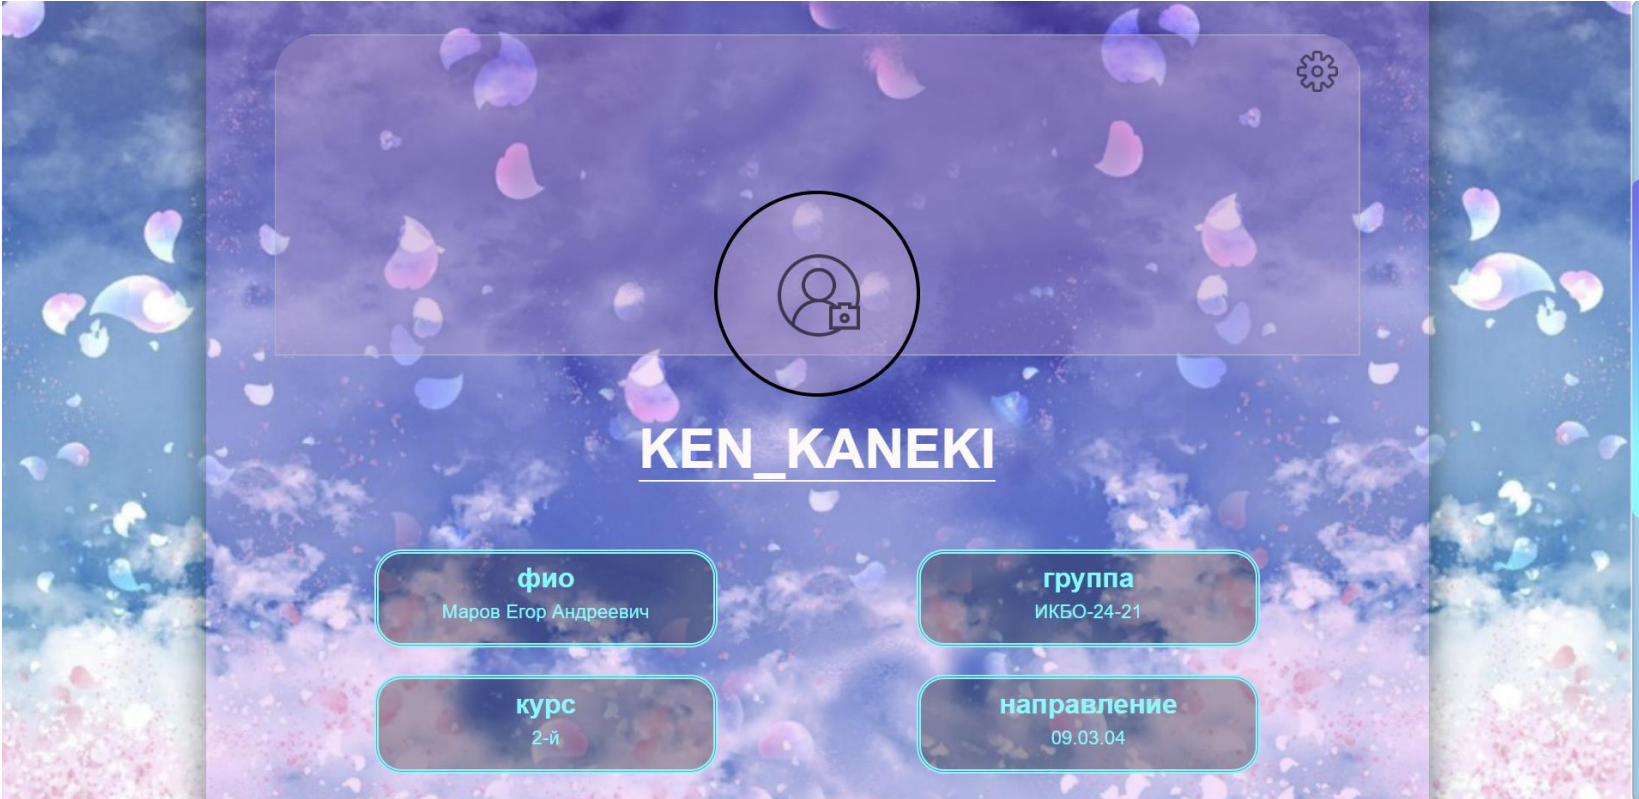 KEN_KANEKI
фио
Маров Егор Андреевич
группа
ИКБО-24-21
курс
2-й
направление
09.03.04